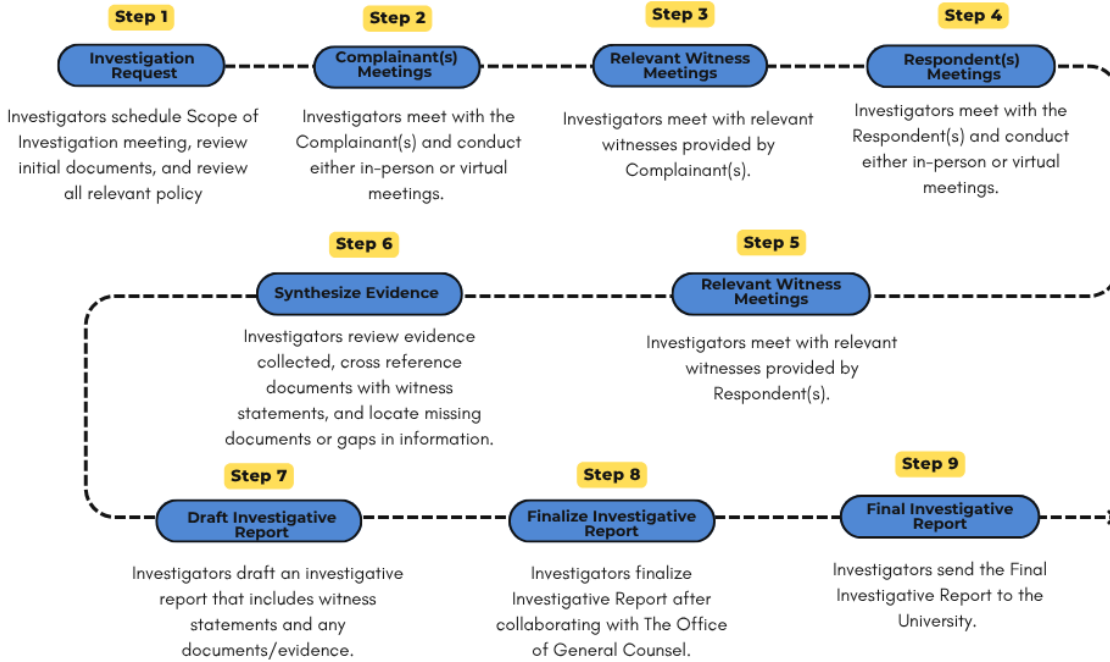 Step 1
Investigation
Request
Investigators schedule Scope of
Investigation meeting, review
initial documents, and review
all relevant policy
Step 2
Complainant(s)
Meetings
Investigators meet with the
Complainant(s) and conduct
either in-person or virtual
meetings.
Step 3
Relevant Witness
Meetings
Investigators meet with relevant
witnesses provided by
Complainant(s).
Step 4
Respondent(s)
Meetings
Investigators meet with the
Respondent(s) and conduct
either in-person or virtual
meetings.
Step 5
Relevant Witness
Meetings
Investigators meet with relevant
witnesses provided by
Respondent(s).
Step 6
Synthesize Evidence
Investigators review evidence
collected, cross reference
documents with witness
statements, and locate missing
documents or gaps in information.
Step 7
Draft Investigative
Report
Investigators draft an investigative
report that includes witness
statements and any
documents/evidence.
Step 8
Finalize Investigative
Report
Investigators finalize
Investigative Report after
collaborating with The Office
of General Counsel.
Step 9
Final Investigative
Report
Investigators send the Final
Investigative Report to the
University.